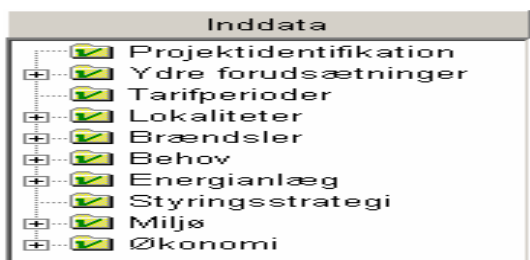 Inddata
Projektidentifikation
Ydre forudsætninger
Tarifperioder
Lokaliteter
Brændsler
Behov
Energianlæg
Styringsstrategi
Miljø
Økonomi